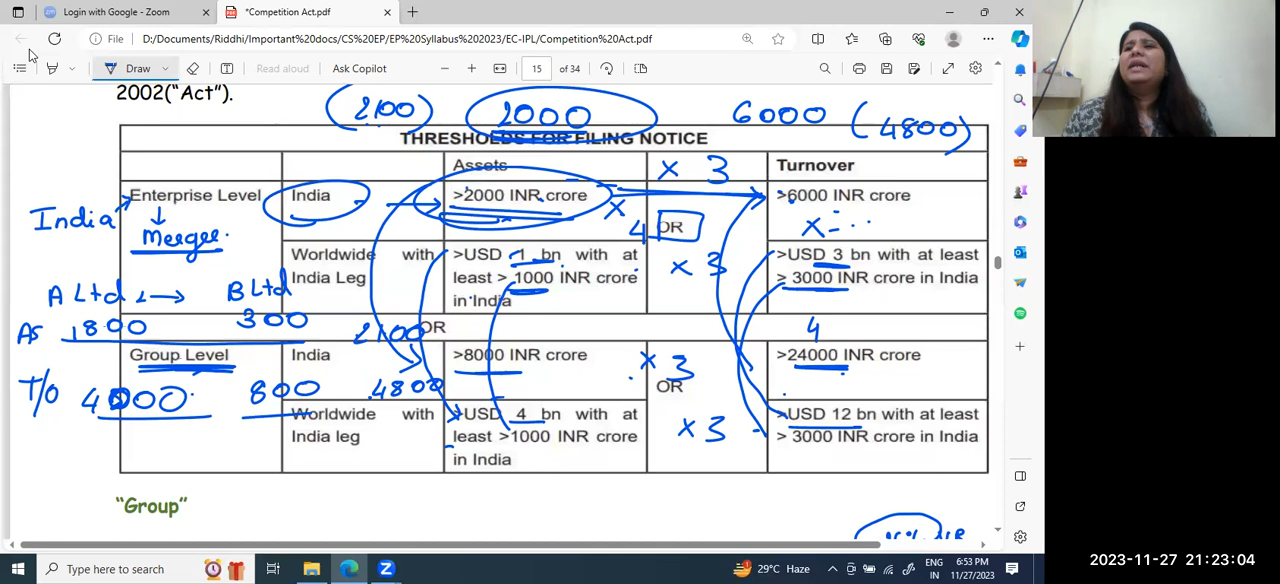 Login with Google - Zoom
*Competition Act.pdf
File
D:/Documents/Riddhi/Important%20docs/CS%20EP/EP%20Syllabus%202023/EC-IPL/Competition%20Act.pdf
Draw
Read aloud
Ask Copilot
15 of 34
2002("Act").
(2100) 2000 6000 (4800)
THRESHOLDS FOR FILING NOTICE
Assets × 3 Turnover
Enterprise Level India >2000 INR crore >6000 INR crore
India
Merger.
× 4 OR
Worldwide with India Leg
>USD 1 bn with at least > 1000 INR crore in India
× 3
>USD 3 bn with at least > 3000 INR crore in India
A Ltd B Ltd
As 1800 300 2100
OR
4
Group Level India >8000 INR crore × 3 >24000 INR crore
OR
T/O 4000 800 4800
Worldwide with India leg
>USD 4 bn with at least >1000 INR crore in India
× 3
>USD 12 bn with at least > 3000 INR crore in India
"Group"
Type here to search
29°C Haze
ENG
IN
6:53 PM
11/27/2023
2023-11-27 21:23:04